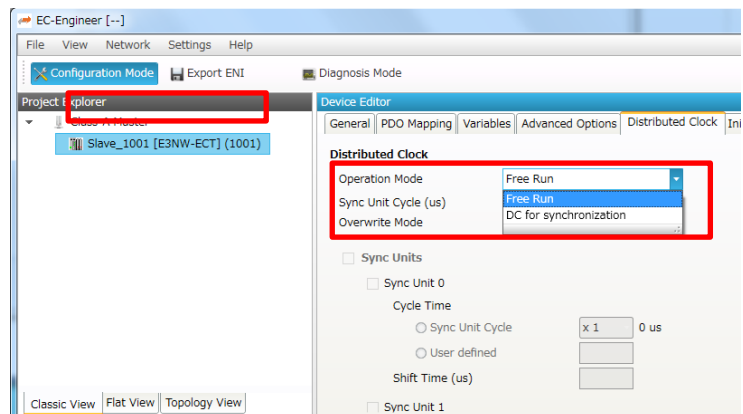 EC-Engineer [--]
File View Network Settings Help
Configuration Mode Export ENI Diagnosis Mode
Project Explorer
Class-A Master
Slave_1001 [E3NW-ECT] (1001)
Classic View Flat View Topology View
Device Editor
General PDO Mapping Variables Advanced Options Distributed Clock Ini
Distributed Clock
Operation Mode Free Run
Free Run
DC for synchronization
Sync Unit Cycle (us)
Overwrite Mode
Sync Units
Sync Unit 0
Cycle Time
Sync Unit Cycle x 1 0 us
User defined
Shift Time (us)
Sync Unit 1